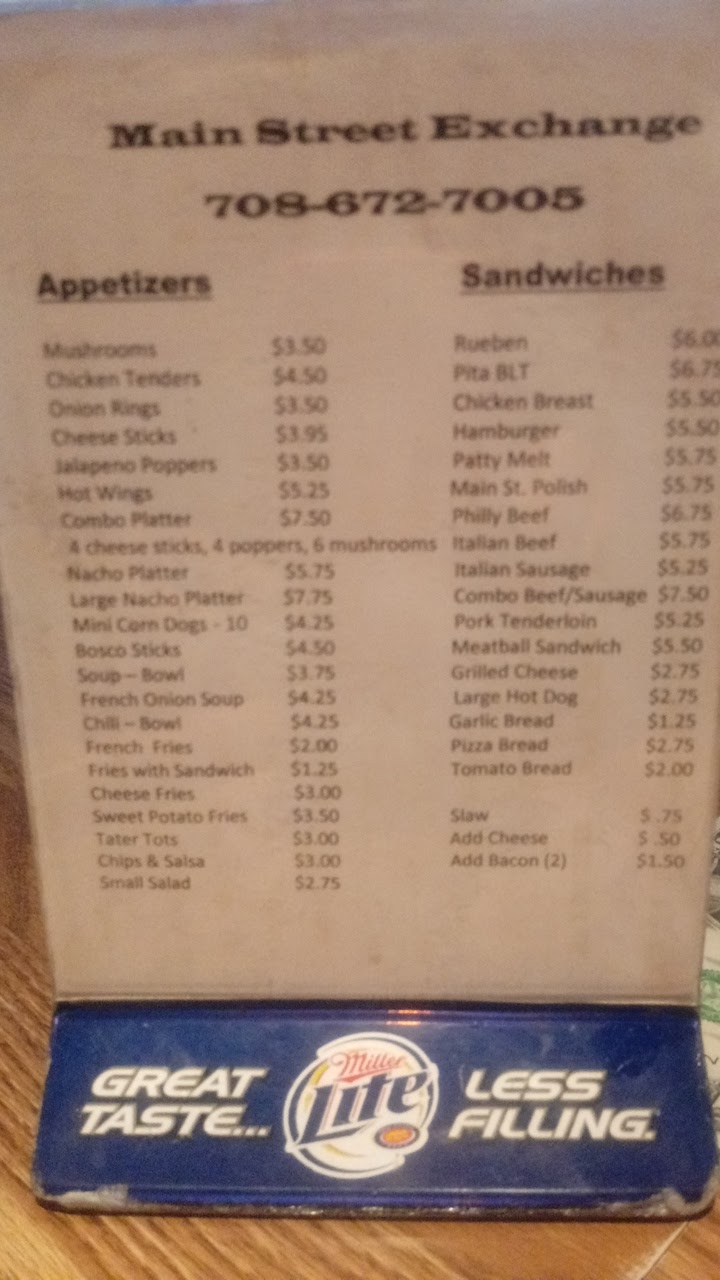 Main Street Exchange
708-672-7005
Appetizers
Mushrooms $3.50
Chicken Tenders $4.50
Onion Rings $3.50
Cheese Sticks $3.95
Jalapeno Poppers $3.50
Hot Wings $5.25
Combo Platter $7.50
4 cheese sticks, 4 poppers, 6 mushrooms
Nacho Platter $5.75
Large Nacho Platter $7.75
Mini Corn Dogs - 10 $4.25
Bosco Sticks $4.50
Soup – Bowl $3.75
French Onion Soup $4.25
Chili – Bowl $4.25
French Fries $2.00
Fries with Sandwich $1.25
Cheese Fries $3.00
Sweet Potato Fries $3.50
Tater Tots $3.00
Chips & Salsa $3.00
Small Salad $2.75
Sandwiches
Rueben $6.00
Pita BLT $6.75
Chicken Breast $5.50
Hamburger $5.50
Patty Melt $5.75
Main St. Polish $5.75
Philly Beef $6.75
Italian Beef $5.75
Italian Sausage $5.25
Combo Beef/Sausage $7.50
Pork Tenderloin $5.25
Meatball Sandwich $5.50
Grilled Cheese $2.75
Large Hot Dog $2.75
Garlic Bread $1.25
Pizza Bread $2.75
Tomato Bread $2.00
Slaw $ .75
Add Cheese $ .50
Add Bacon (2) $1.50
GREAT
TASTE...
Miller
Lite
LESS
FILLING.